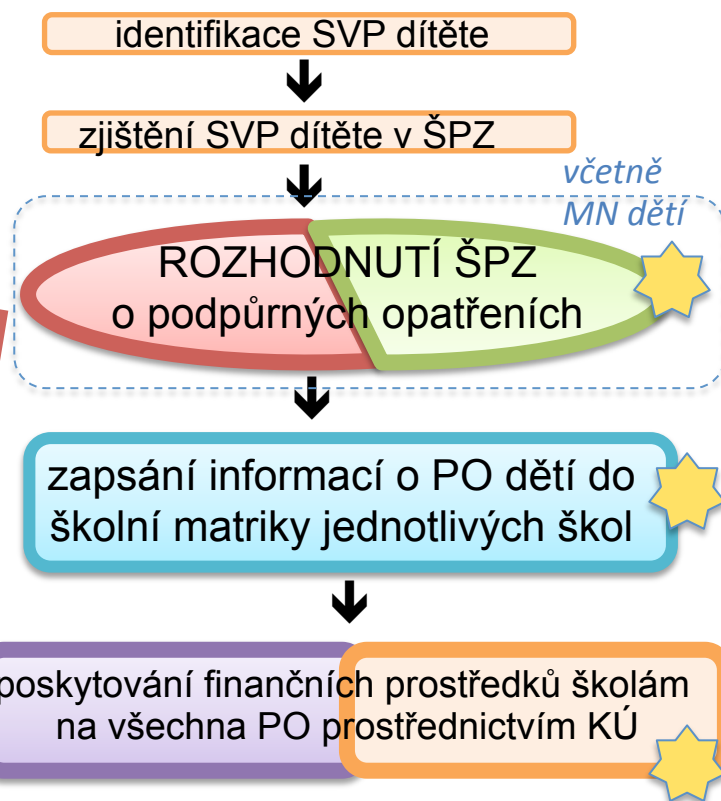 identifikace SVP dítěte
zjištění SVP dítěte v ŠPZ
včetně
MN dětí
ROZHODNUTÍ ŠPZ
o podpůrných opatřeních
zapsání informací o PO dětí do
školní matriky jednotlivých škol
poskytování finančních prostředků školám
na všechna PO prostřednictvím KÚ